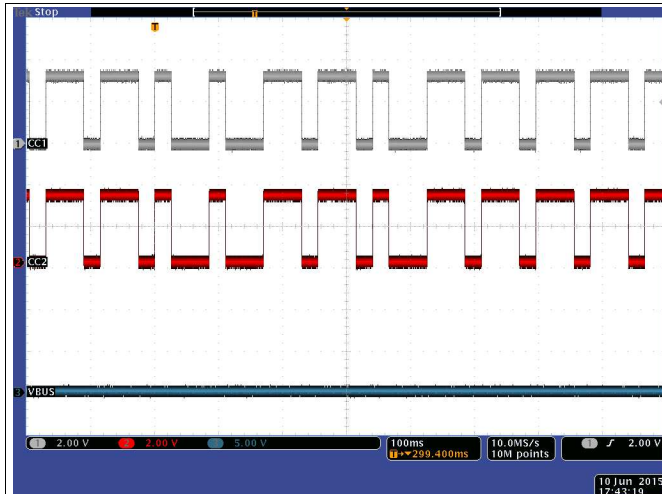 Tek Stop
T
T
1 CC1
2 CC2
3 VBUS
1 2.00 V 2 2.00 V 3 5.00 V
100ms
T→▼299.400ms
10.0MS/s
10M points
1 ʃ 2.00 V
10 Jun 2015
17:43:19